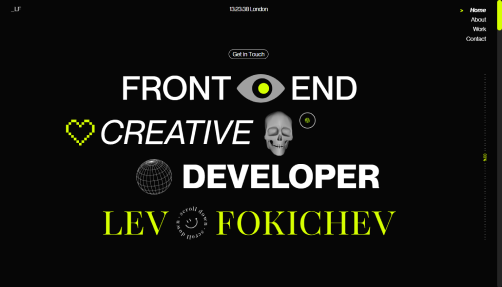 _LF
13:23:38 London
> Home
About
Work
Contact
Get In Touch
FRONT END
CREATIVE
DEVELOPER
LEV FOKICHEV
scroll down · scroll down